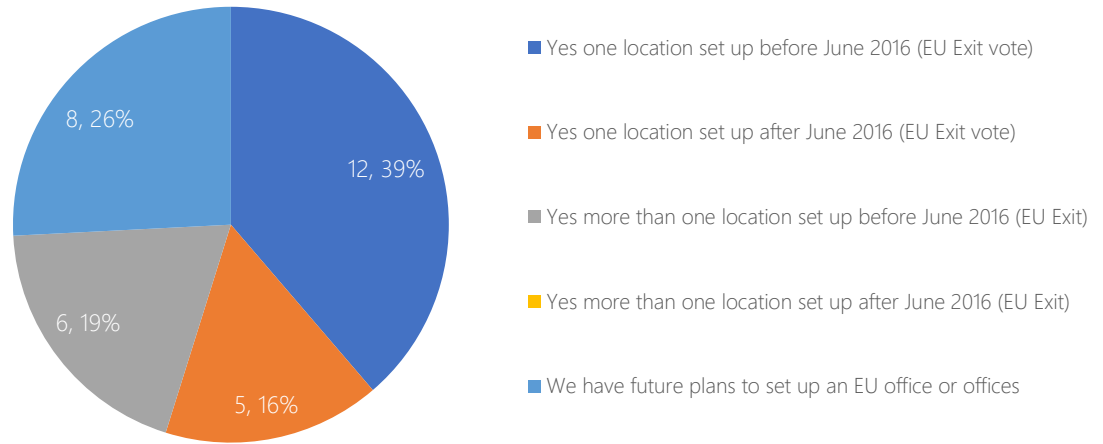 8, 26%
12, 39%
6, 19%
5, 16%
Yes one location set up before June 2016 (EU Exit vote)
Yes one location set up after June 2016 (EU Exit vote)
Yes more than one location set up before June 2016 (EU Exit)
Yes more than one location set up after June 2016 (EU Exit)
We have future plans to set up an EU office or offices